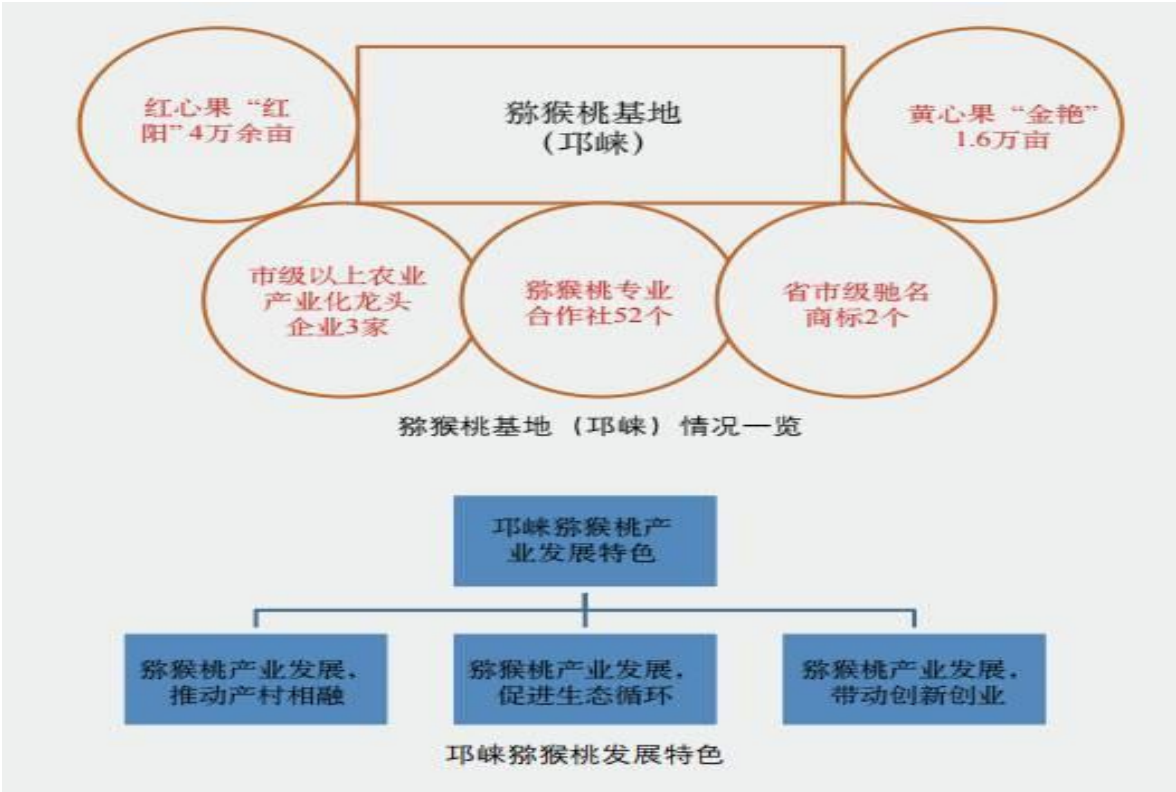 红心果 “红
阳” 4万余亩
猕猴桃基地
(邛崃)
黄心果 “金艳”
1.6万亩
市级以上农业
产业化龙头
企业3家
猕猴桃专业
合作社52个
省市级驰名
商标2个
猕猴桃基地 (邛崃) 情况一览
邛崃猕猴桃产
业发展特色
猕猴桃产业发展，
推动产村相融
猕猴桃产业发展，
促进生态循环
猕猴桃产业发展，
带动创新创业
邛崃猕猴桃发展特色